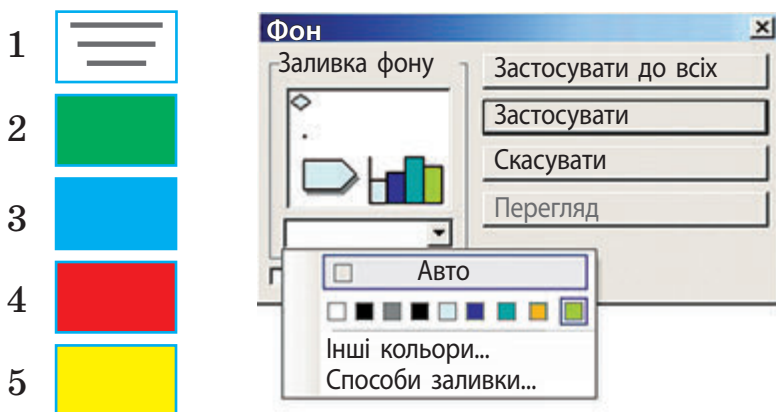 1
2
3
4
5
Фон
Заливка фону
Застосувати до всіх
Застосувати
Скасувати
Перегляд
Авто
Інші кольори...
Способи заливки...